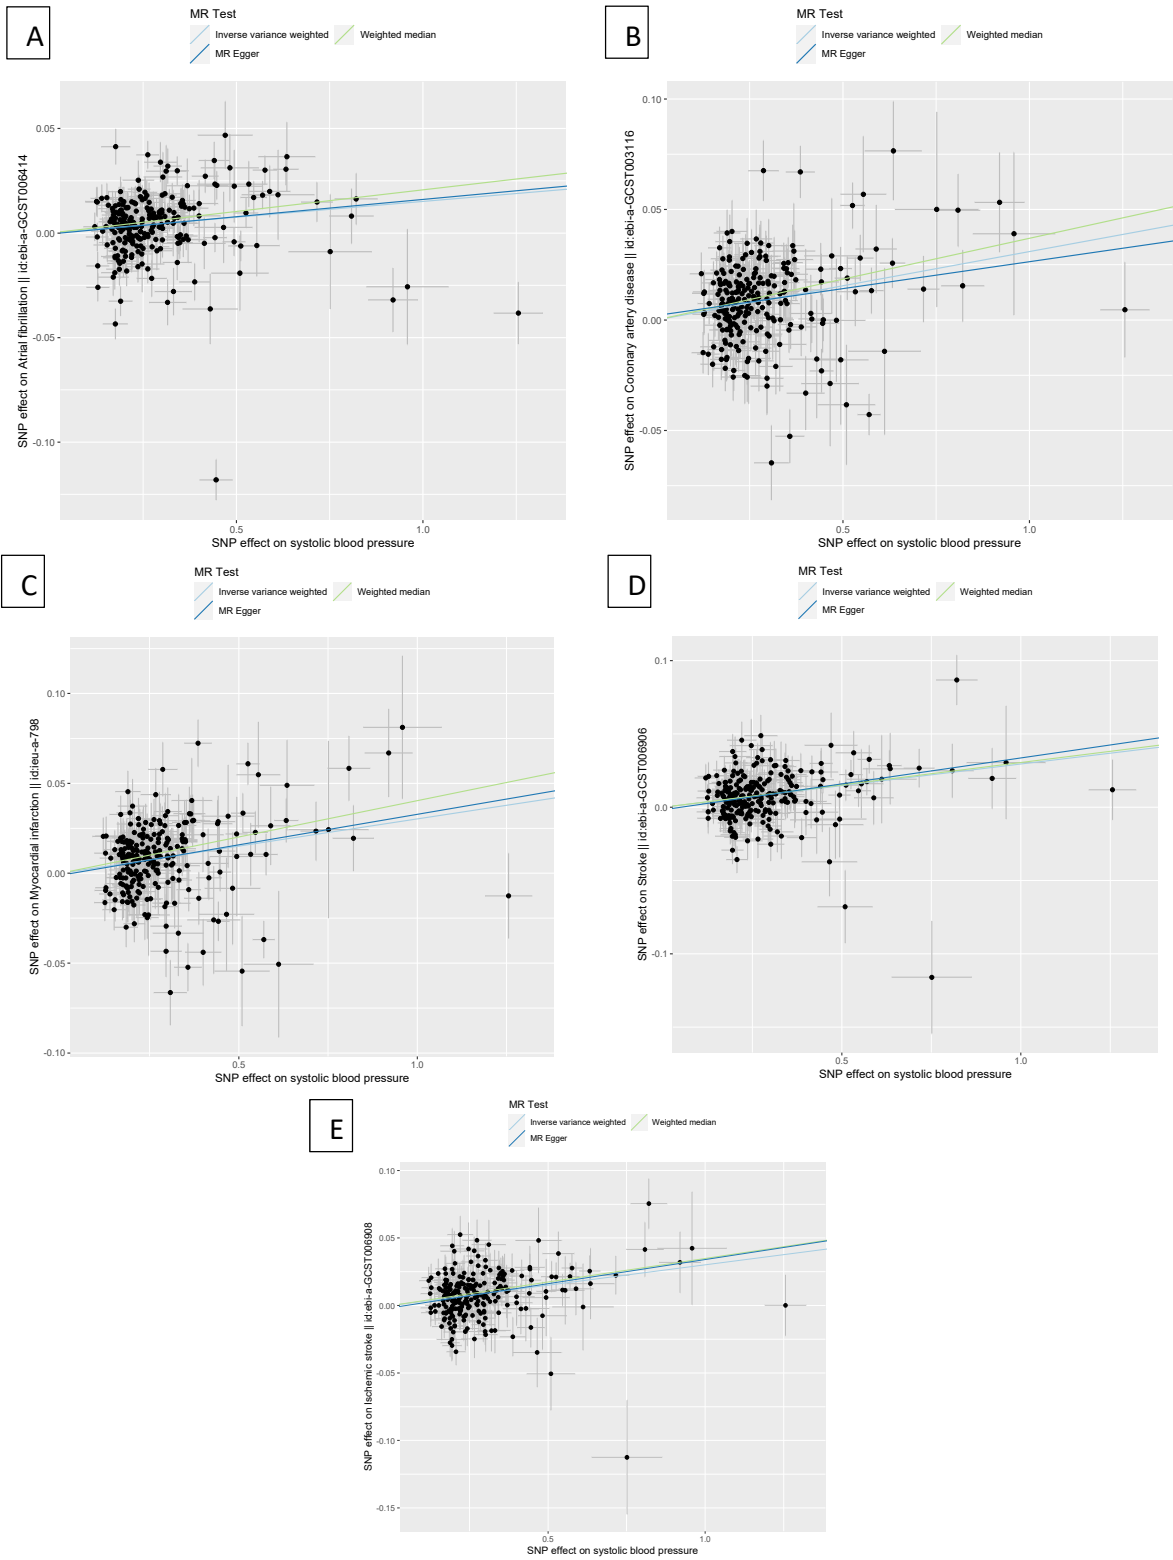 A
MR Test
Inverse variance weighted
Weighted median
MR Egger
SNP effect on Atrial fibrillation || id:ebi-a-GCST006414
0.05
0.00
-0.05
-0.10
0.5
1.0
SNP effect on systolic blood pressure
B
MR Test
Inverse variance weighted
Weighted median
MR Egger
SNP effect on Coronary artery disease || id:ebi-a-GCST003116
0.10
0.05
0.00
-0.05
0.5
1.0
SNP effect on systolic blood pressure
C
MR Test
Inverse variance weighted
Weighted median
MR Egger
SNP effect on Myocardial infarction || id:ieu-a-798
0.10
0.05
0.00
-0.05
-0.10
0.5
1.0
SNP effect on systolic blood pressure
D
MR Test
Inverse variance weighted
Weighted median
MR Egger
SNP effect on Stroke || id:ebi-a-GCST006906
0.1
0.0
-0.1
0.5
1.0
SNP effect on systolic blood pressure
E
MR Test
Inverse variance weighted
Weighted median
MR Egger
SNP effect on Ischemic stroke || id:ebi-a-GCST006908
0.10
0.05
0.00
-0.05
-0.10
-0.15
0.5
1.0
SNP effect on systolic blood pressure